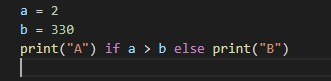 a = 2
b = 330
print("A") if a > b else print("B")